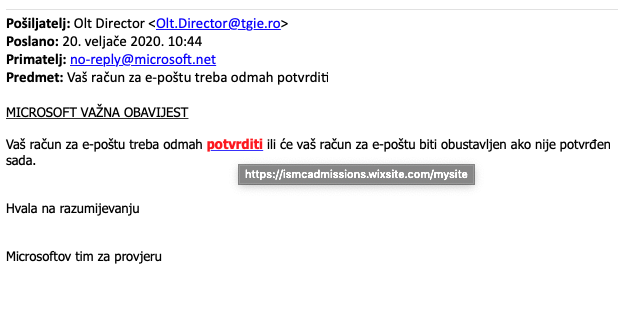 Pošiljatelj: Olt Director <Olt.Director@tgie.ro>
Poslano: 20. veljače 2020. 10:44
Primatelj: no-reply@microsoft.net
Predmet: Vaš račun za e-poštu treba odmah potvrditi
MICROSOFT VAŽNA OBAVIJEST
Vaš račun za e-poštu treba odmah potvrditi ili će vaš račun za e-poštu biti obustavljen ako nije potvrđen
sada.
https://ismcadmissions.wixsite.com/mysite
Hvala na razumijevanju
Microsoftov tim za provjeru